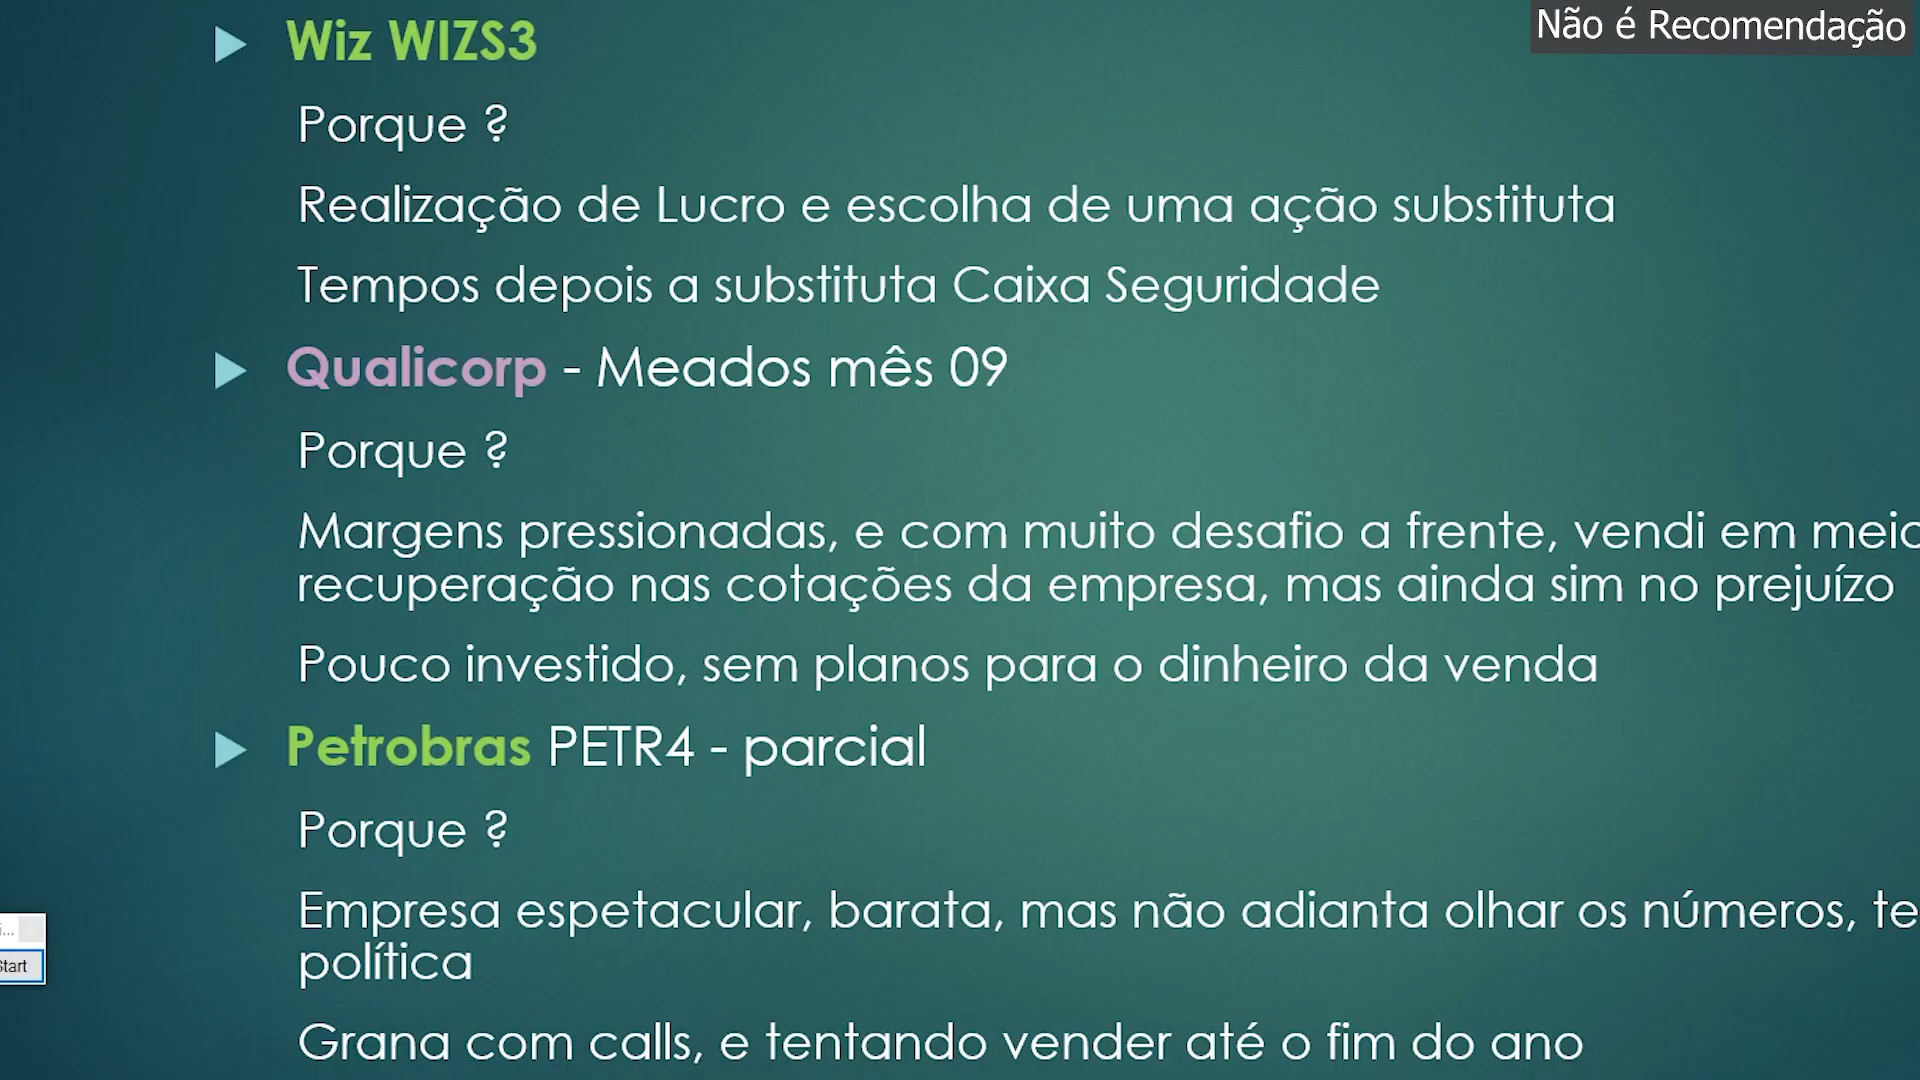 Não é Recomendação
Wiz WIZS3
Porque ?
Realização de Lucro e escolha de uma ação substituta
Tempos depois a substituta Caixa Seguridade
Qualicorp - Meados mês 09
Porque ?
Margens pressionadas, e com muito desafio a frente, vendi em
recuperação nas cotações da empresa, mas ainda sim no prejuízo
Pouco investido, sem planos para o dinheiro da venda
Petrobras PETR4 - parcial
Porque ?
Empresa espetacular, barata, mas não adianta olhar os números,
política
Grana com calls, e tentando vender até o fim do ano